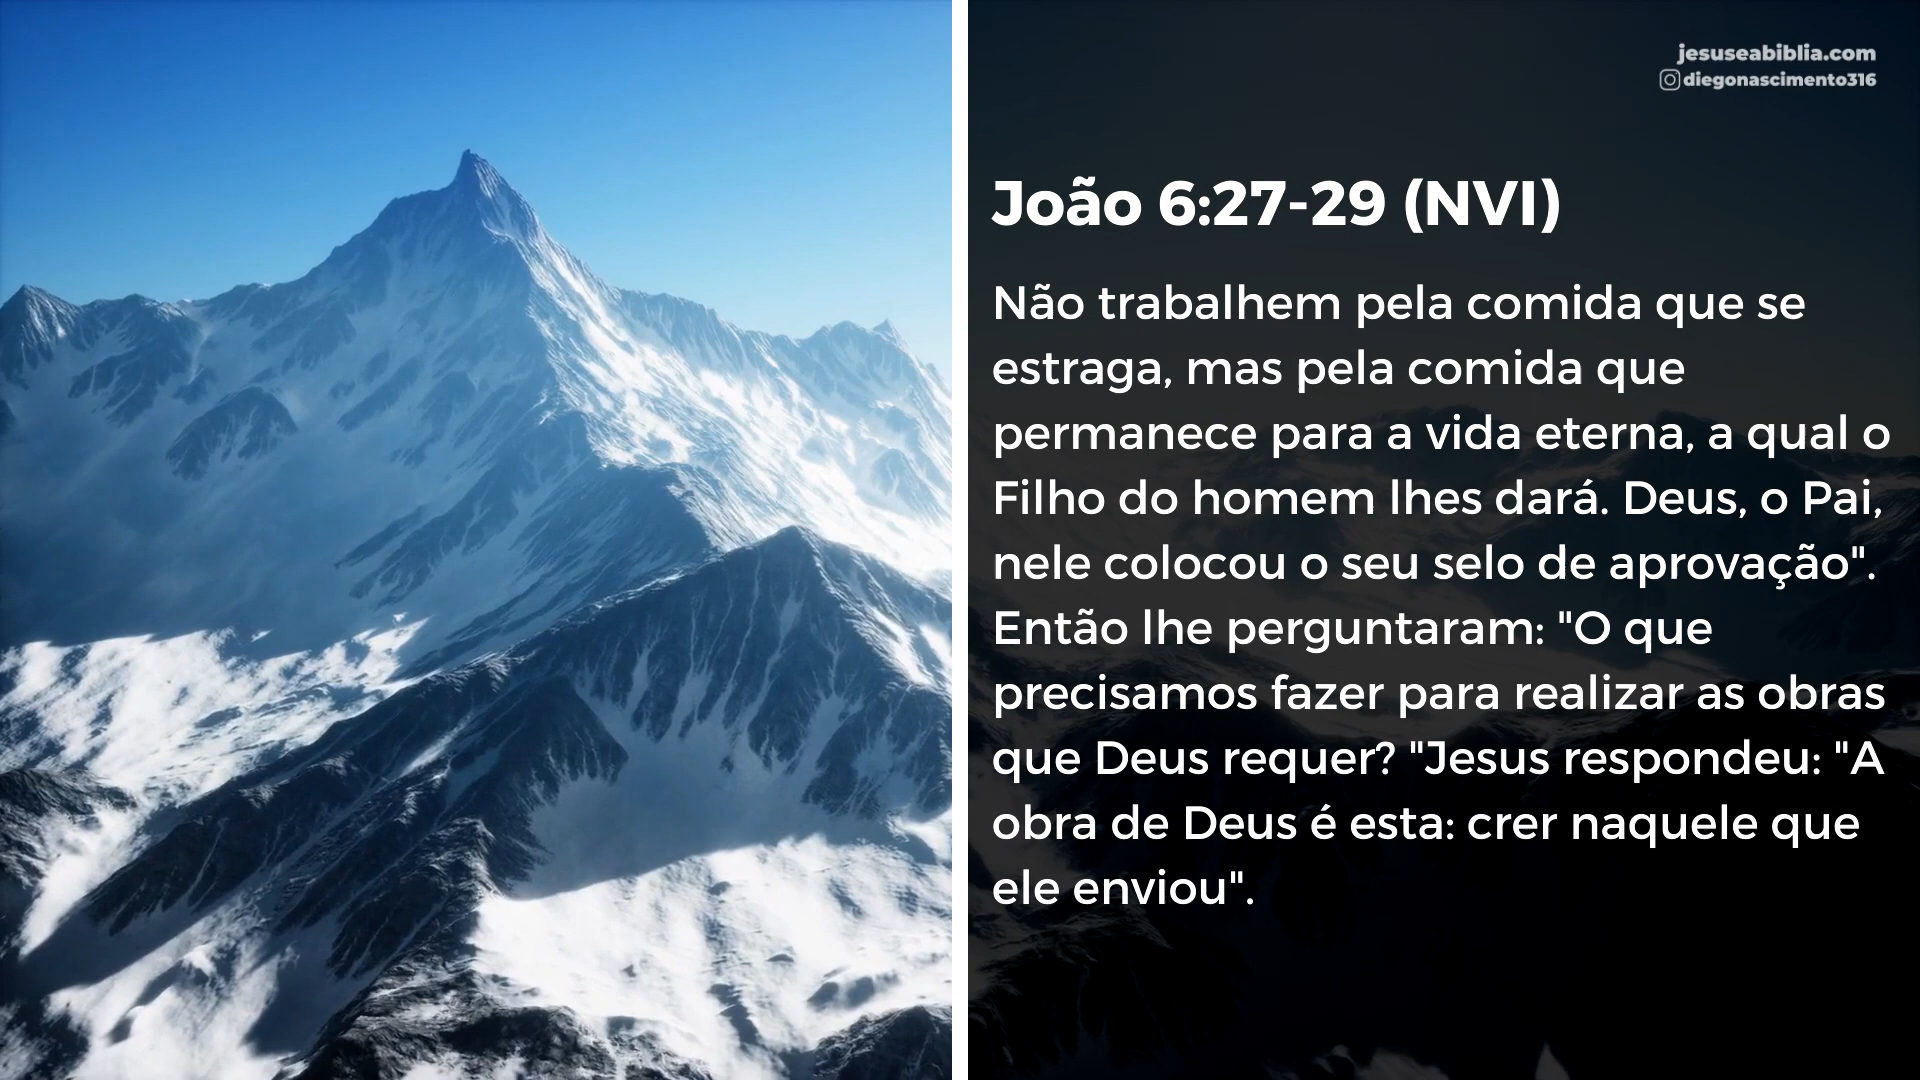 jesuseabiblia.com
diegonascimento316
João 6:27-29 (NVI)
Não trabalhem pela comida que se
estraga, mas pela comida que
permanece para a vida eterna, a qual o
Filho do homem lhes dará. Deus, o Pai,
nele colocou o seu selo de aprovação".
Então lhe perguntaram: "O que
precisamos fazer para realizar as obras
que Deus requer? "Jesus respondeu: "A
obra de Deus é esta: crer naquele que
ele enviou".